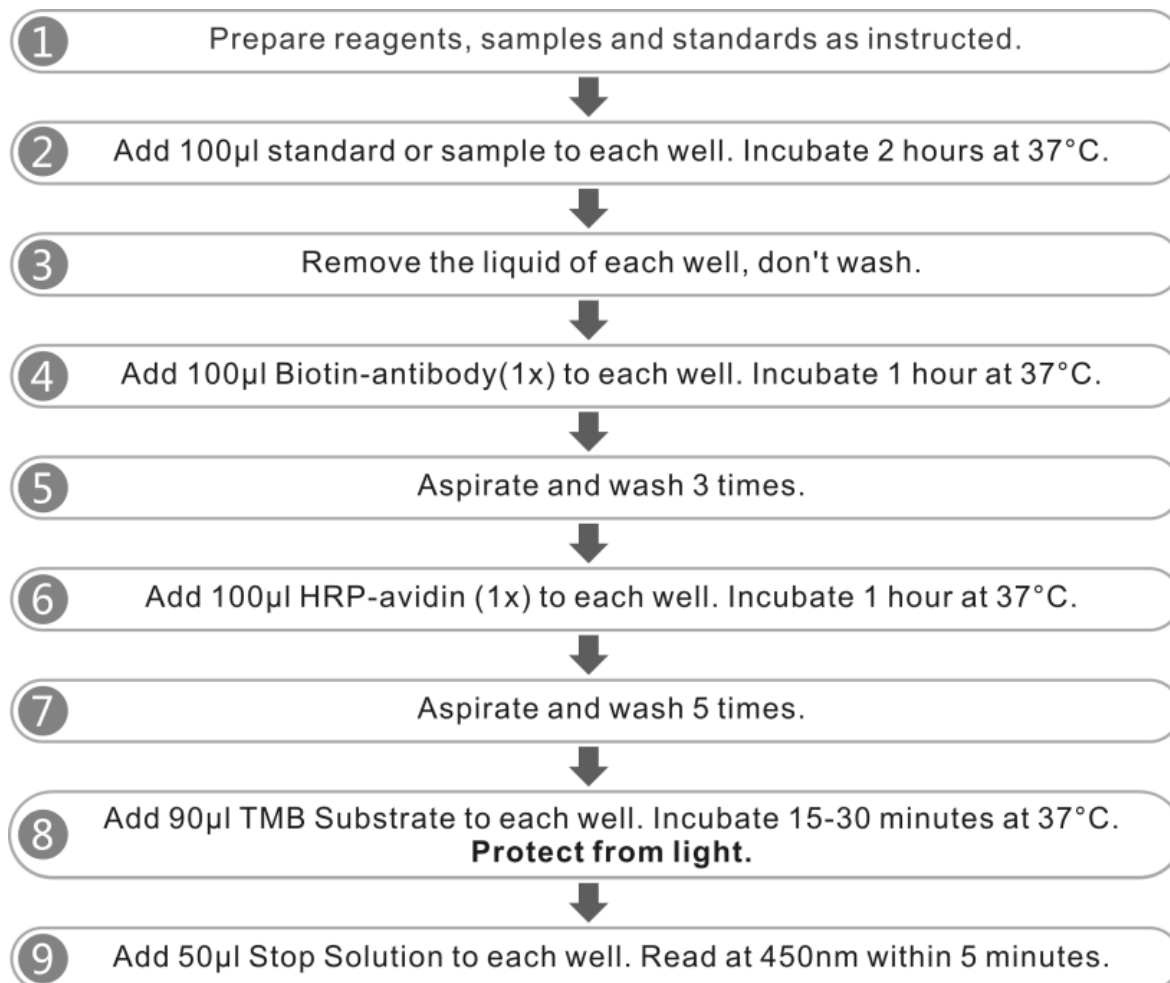 1 Prepare reagents, samples and standards as instructed.
2 Add 100μl standard or sample to each well. Incubate 2 hours at 37°C.
3 Remove the liquid of each well, don't wash.
4 Add 100μl Biotin-antibody(1x) to each well. Incubate 1 hour at 37°C.
5 Aspirate and wash 3 times.
6 Add 100μl HRP-avidin (1x) to each well. Incubate 1 hour at 37°C.
7 Aspirate and wash 5 times.
8 Add 90μl TMB Substrate to each well. Incubate 15-30 minutes at 37°C.
Protect from light.
9 Add 50μl Stop Solution to each well. Read at 450nm within 5 minutes.